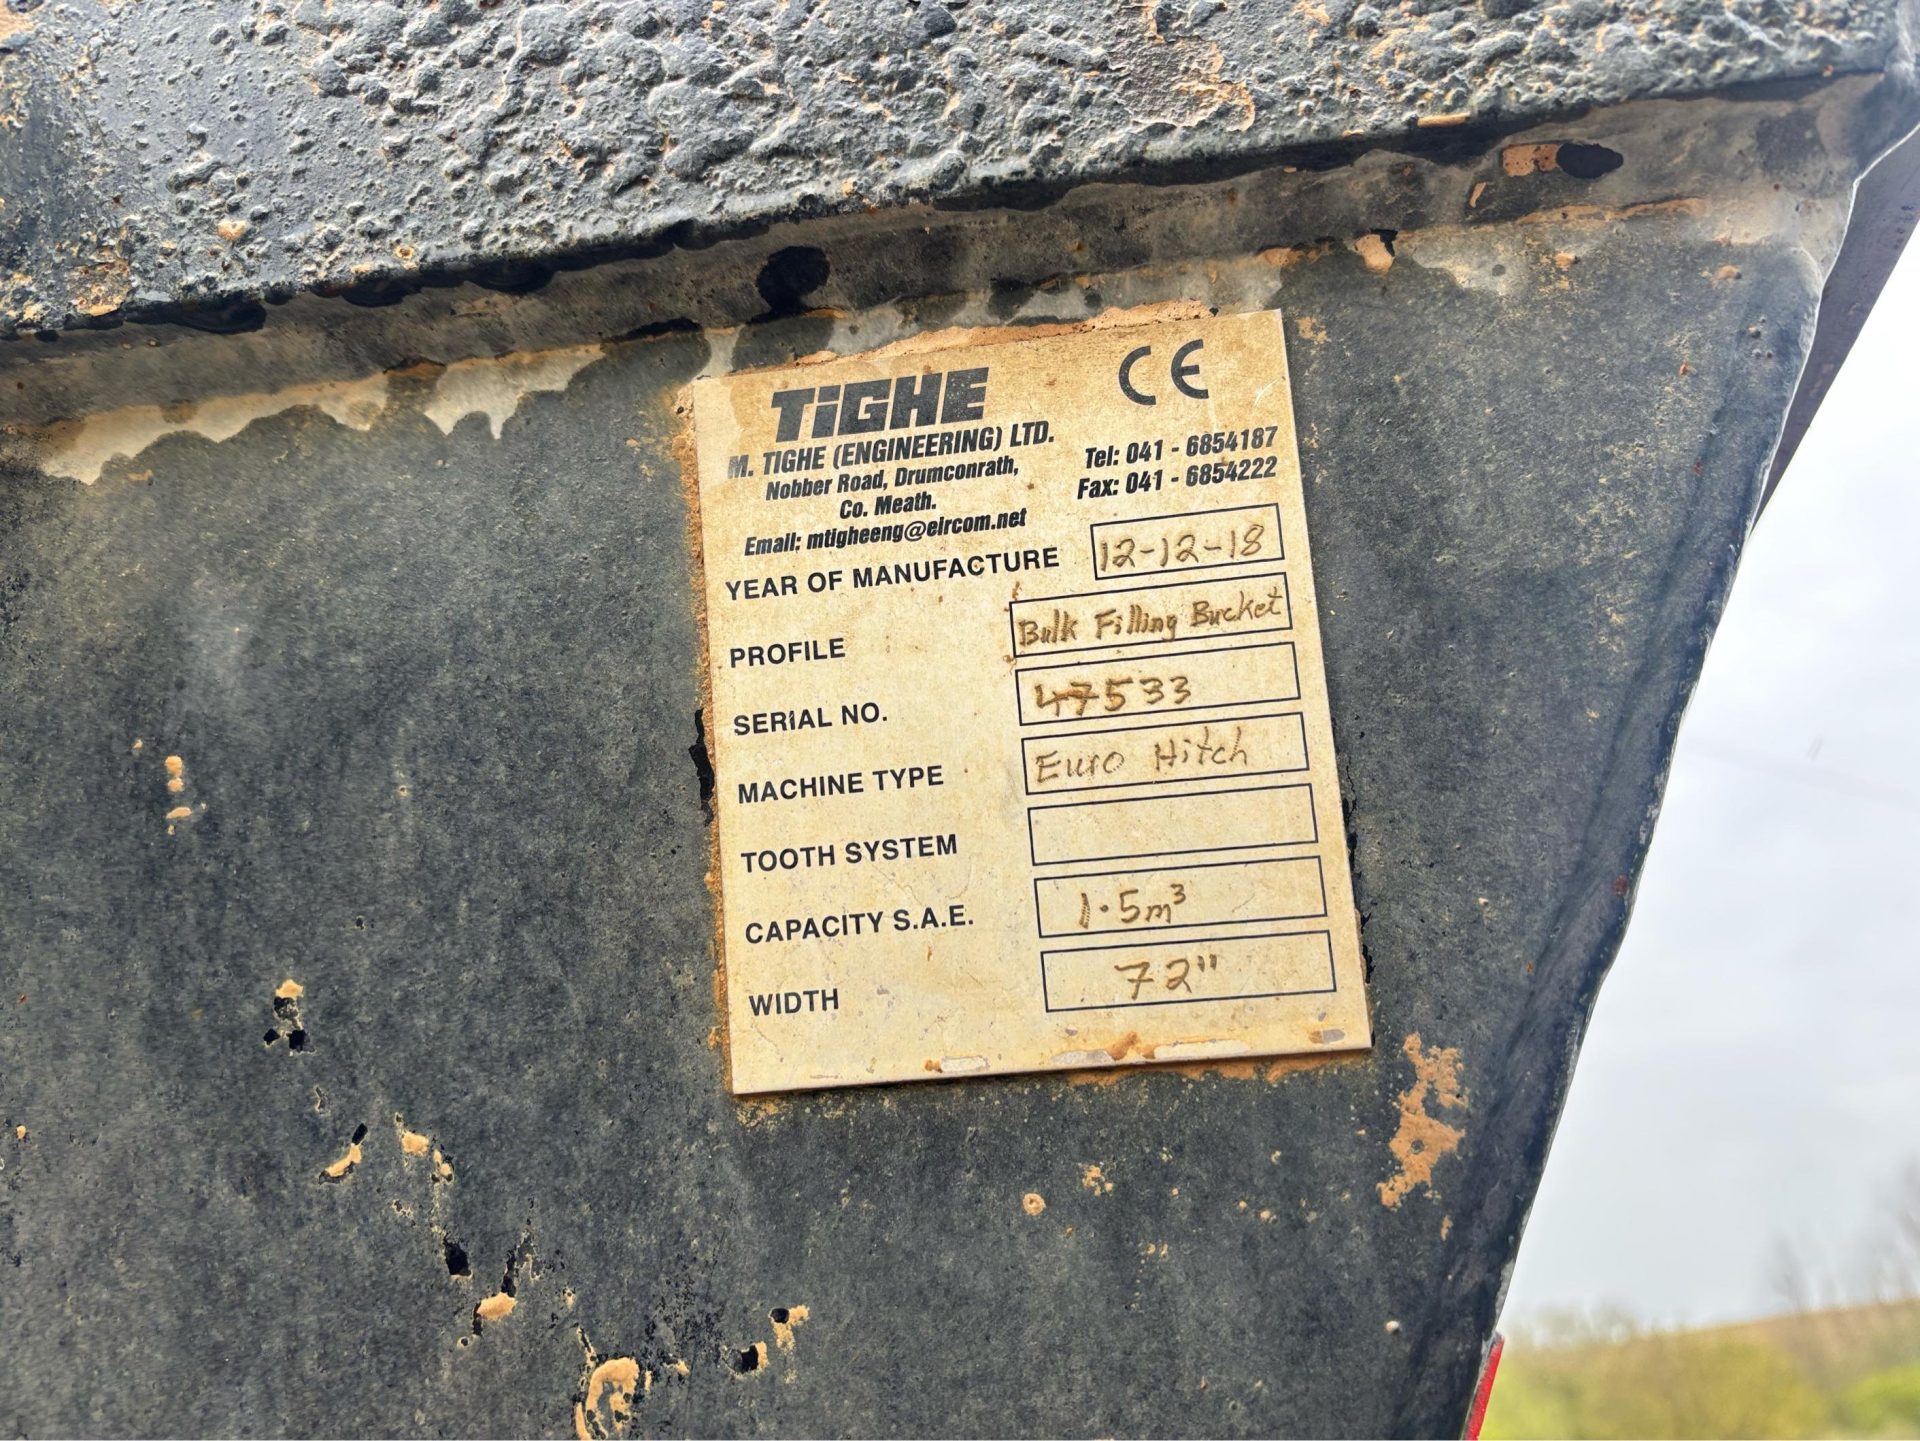 TiGHE
CE
M. TIGHE (ENGINEERING) LTD.
Nobber Road, Drumconrath,
Co. Meath.
Email: mtigheeng@eircom.net
Tel: 041 - 6854187
Fax: 041 - 6854222
YEAR OF MANUFACTURE 12-12-18
PROFILE Bulk Filling Bucket
SERIAL NO. 47533
MACHINE TYPE Euro Hitch
TOOTH SYSTEM
CAPACITY S.A.E. 1.5m³
WIDTH 72"